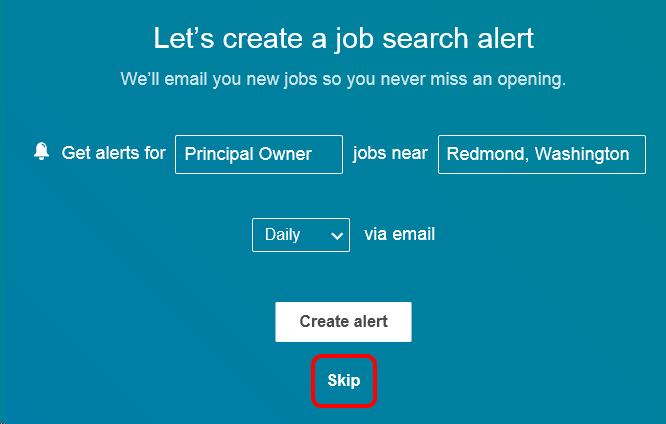 Let's create a job search alert
We'll email you new jobs so you never miss an opening.
Get alerts for Principal Owner jobs near Redmond, Washington
Daily via email
Create alert
Skip